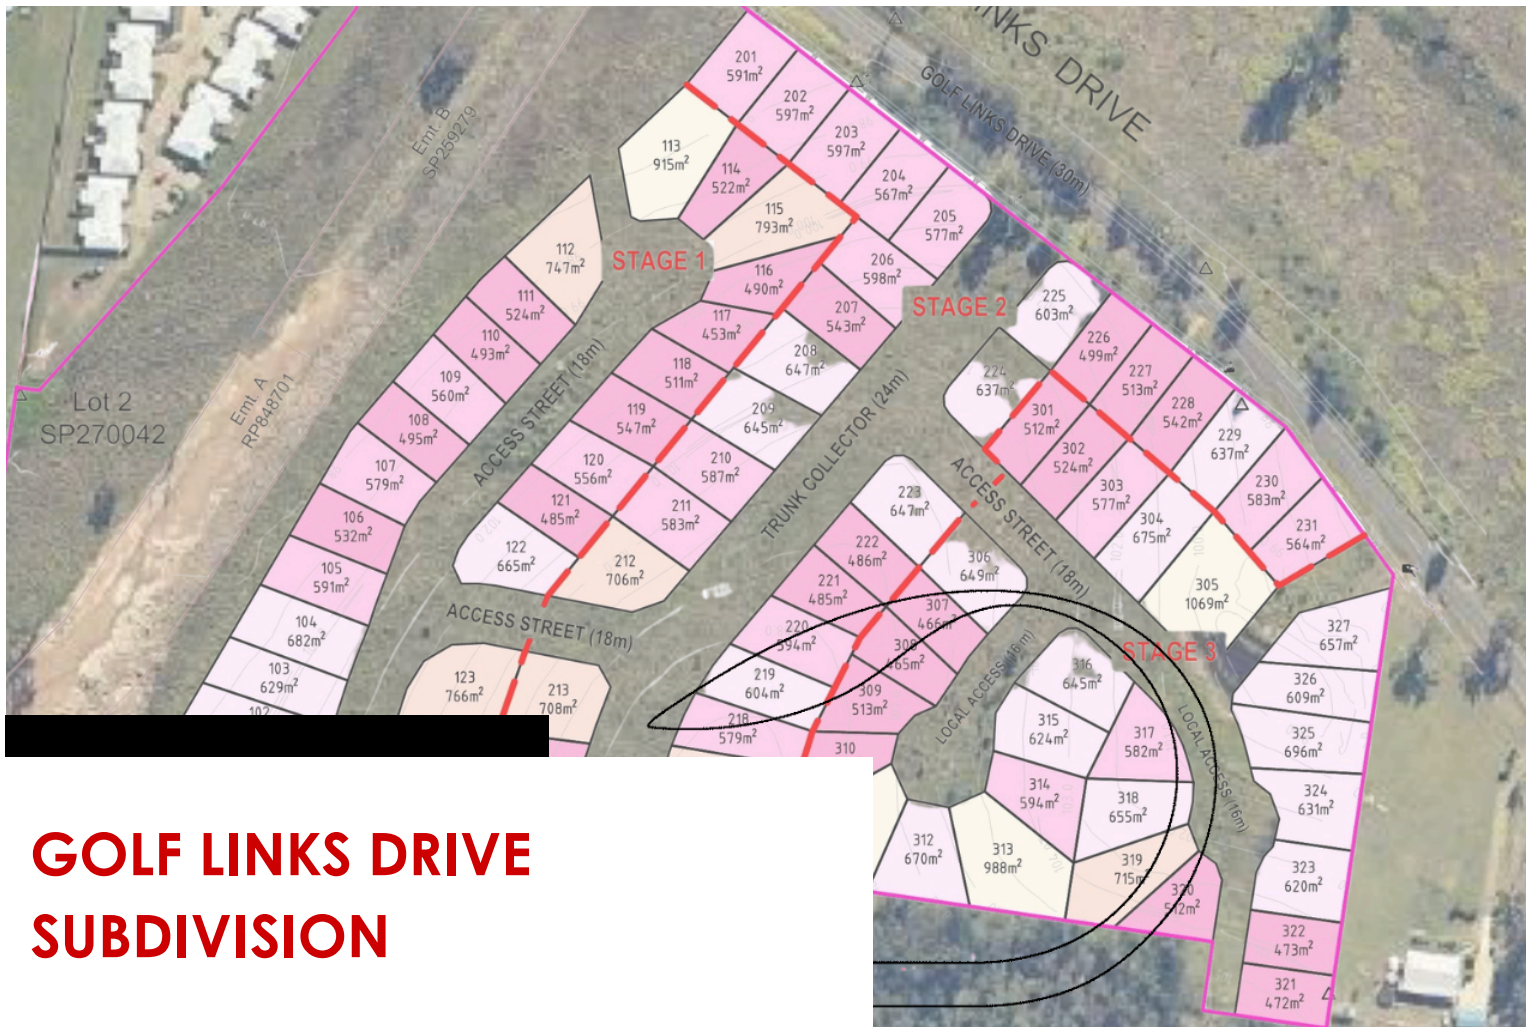 INKS DRIVE
GOLF LINKS DRIVE (30m)
Emt. B
SP259279
Emt. A
RP848701
Lot 2
SP270042
201
591m²
202
597m²
203
597m²
204
567m²
205
577m²
206
598m²
207
543m²
208
647m²
209
645m²
210
587m²
211
583m²
212
706m²
213
708m²
113
915m²
114
522m²
115
793m²
116
490m²
117
453m²
118
511m²
119
547m²
120
556m²
121
485m²
122
665m²
123
766m²
112
747m²
111
524m²
110
493m²
109
560m²
108
495m²
107
579m²
106
532m²
105
591m²
104
682m²
103
629m²
102
STAGE 1
STAGE 2
STAGE 3
ACCESS STREET (18m)
TRUNK COLLECTOR (24m)
ACCESS STREET (18m)
ACCESS STREET (18m)
LOCAL ACCESS (16m)
LOCAL ACCESS (16m)
225
603m²
224
637m²
226
499m²
227
513m²
228
542m²
229
637m²
230
583m²
231
564m²
301
512m²
302
524m²
303
577m²
304
675m²
305
1069m²
223
647m²
222
486m²
221
485m²
220
594m²
219
604m²
218
579m²
306
649m²
307
466m²
308
465m²
309
513m²
310
312
670m²
313
988m²
314
594m²
315
624m²
316
645m²
317
582m²
318
655m²
319
715m²
320
512m²
327
657m²
326
609m²
325
696m²
324
631m²
323
620m²
322
473m²
321
472m²
GOLF LINKS DRIVE
SUBDIVISION